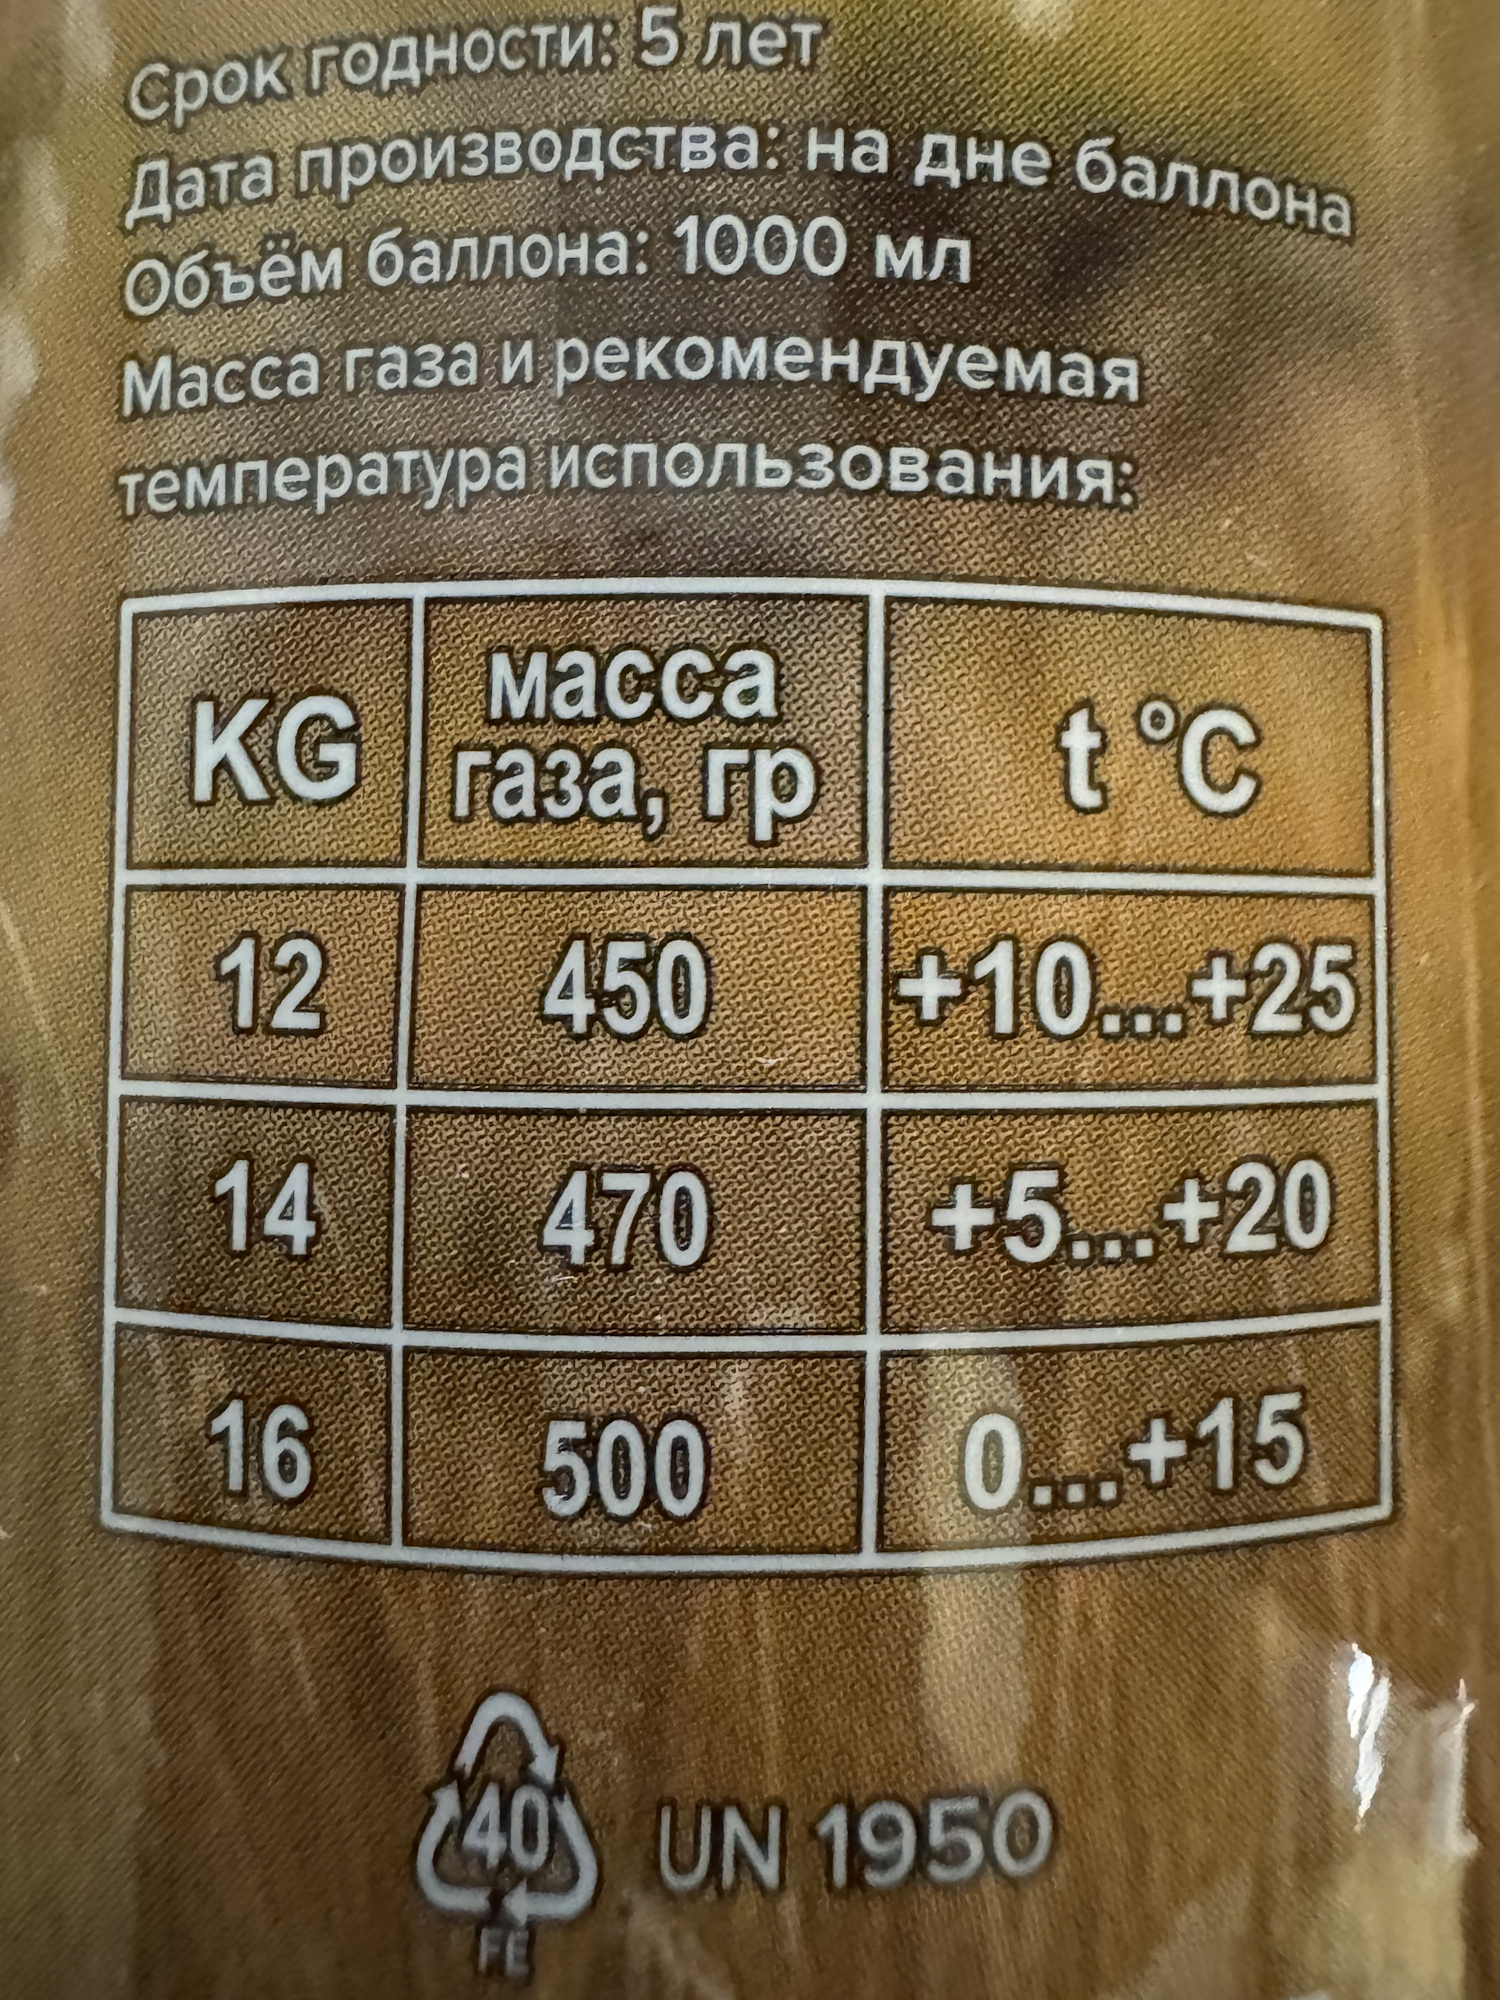 Срок годности: 5 лет
Дата производства: на дне баллона
Объём баллона: 1000 мл
Масса газа и рекомендуемая
температура использования:
KG масса газа, гр t °C
12 450 +10...+25
14 470 +5...+20
16 500 0...+15
40 UN 1950
FE